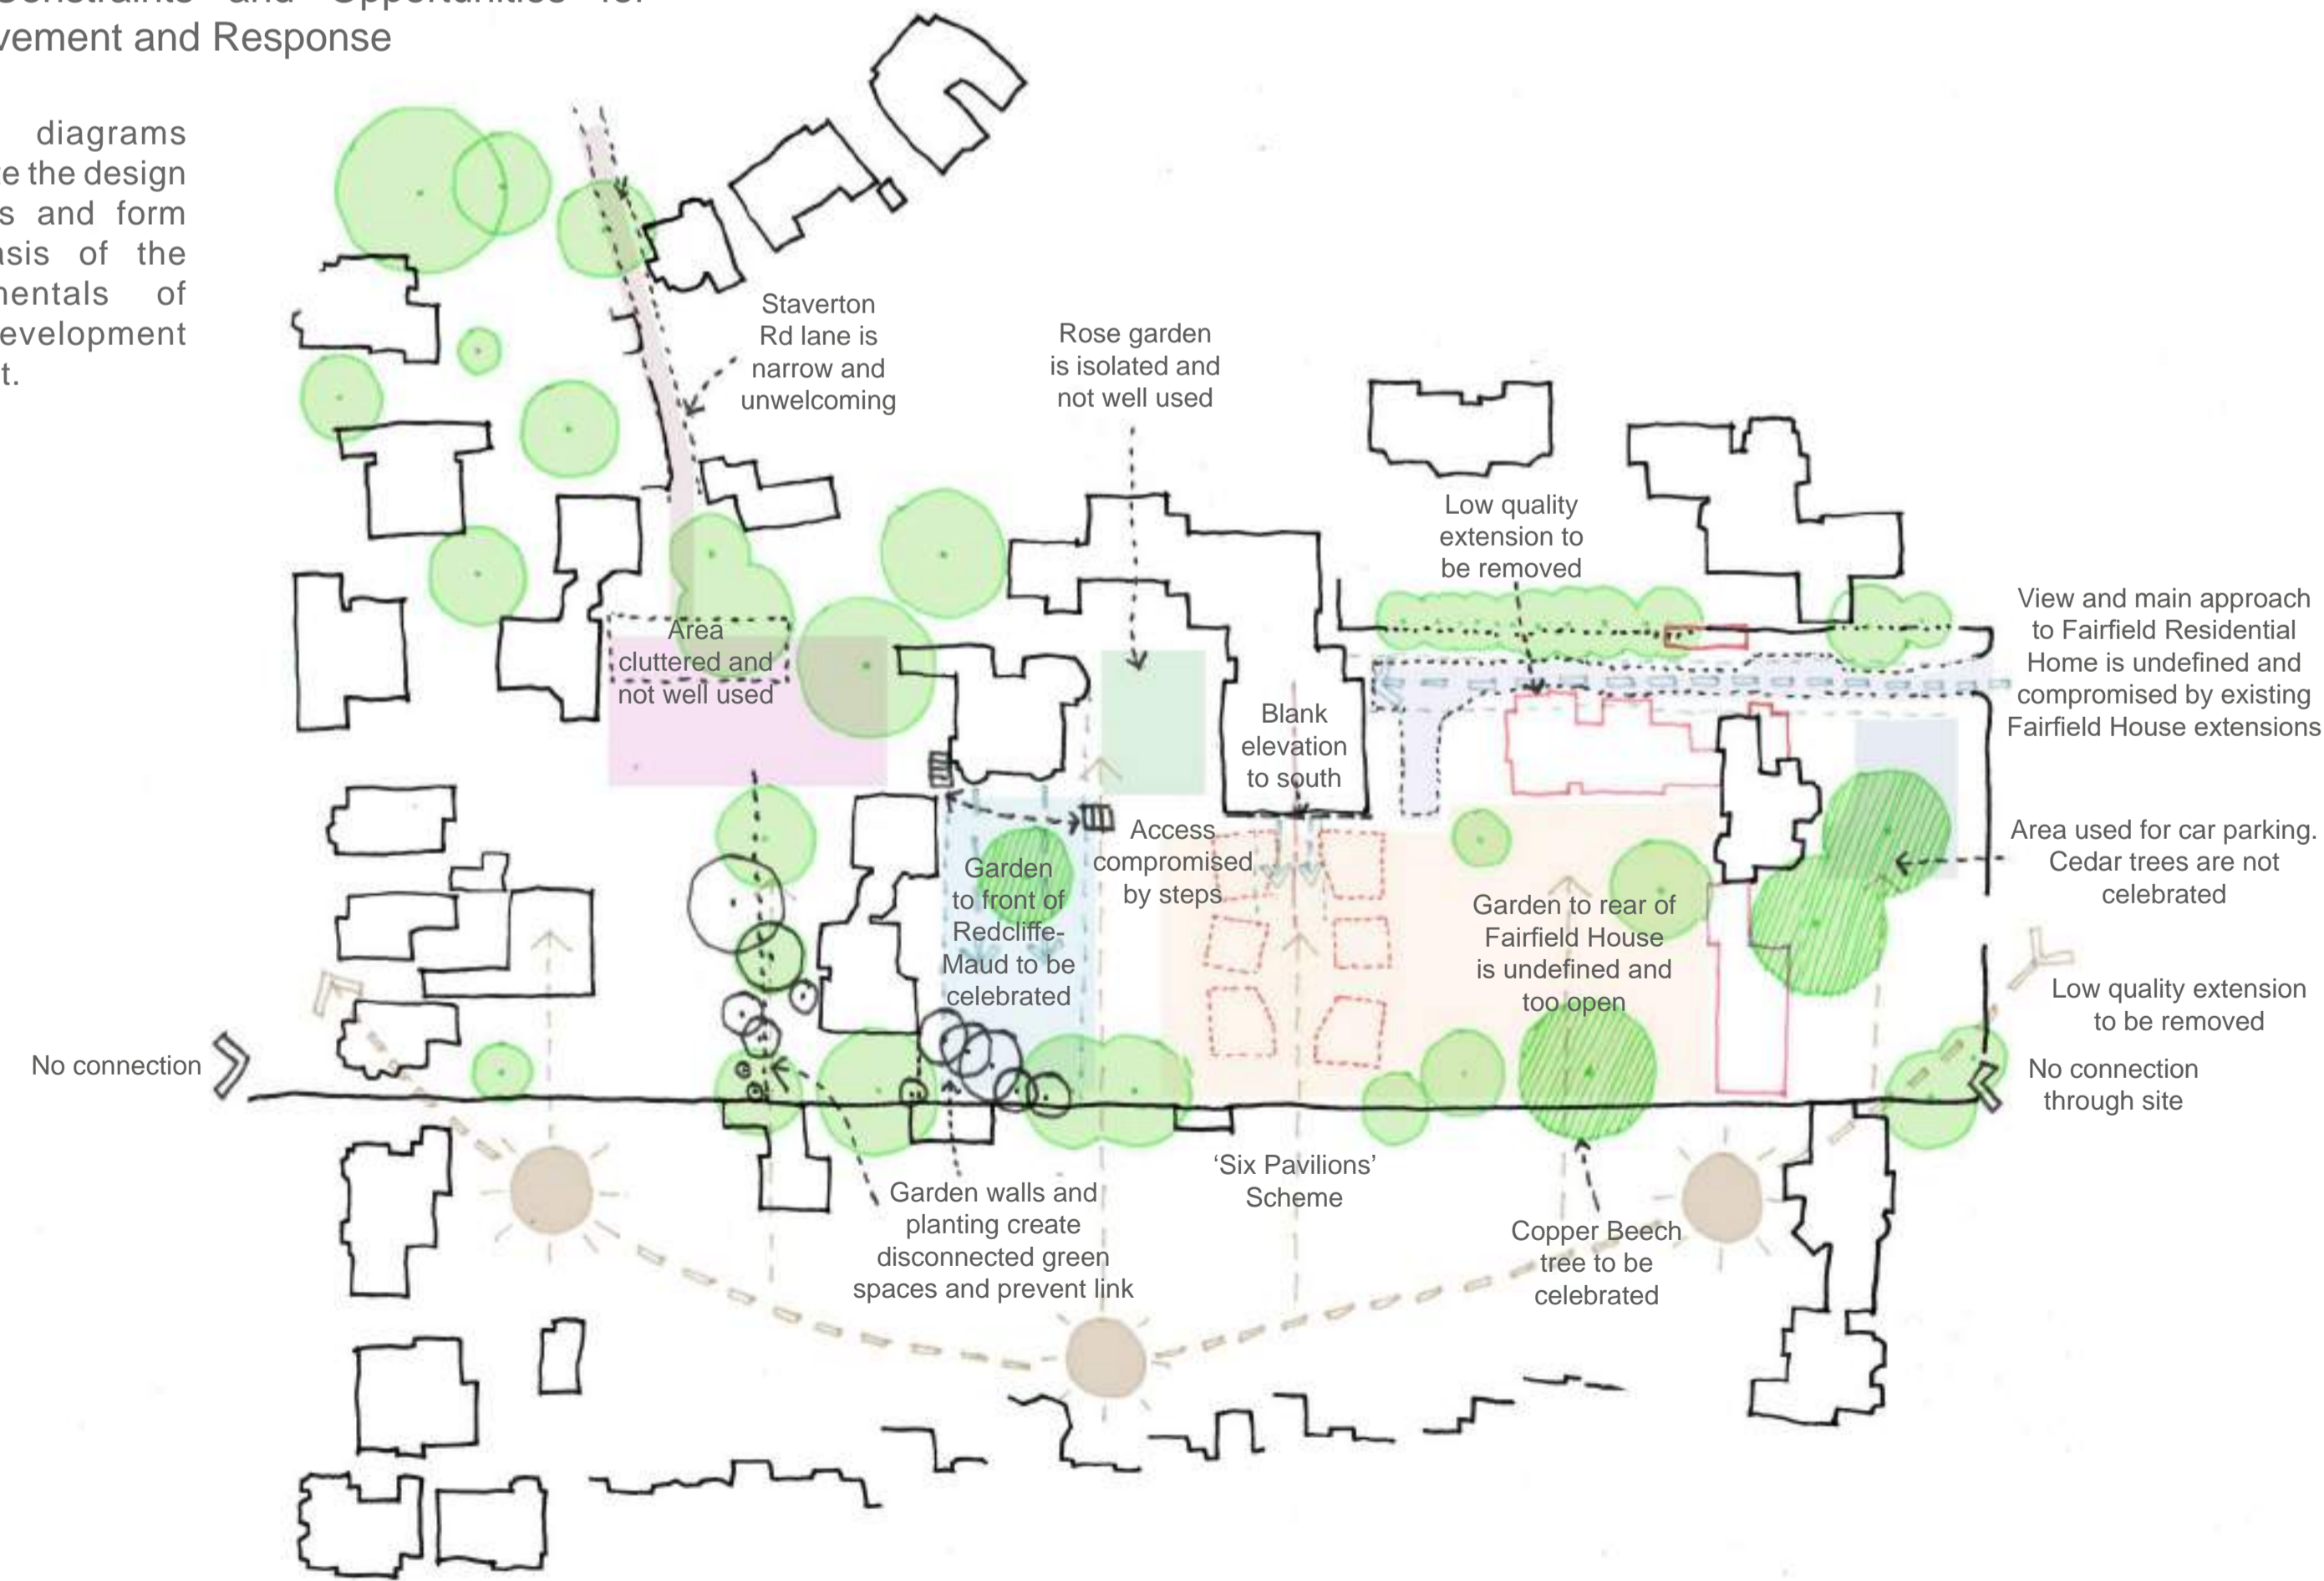 and Opportunities
and Response
diagrams
the design
and form
of the
of
t.
Staverton
Rd lane is
narrow and
unwelcoming
Rose garden
is isolated and
not well used
Low quality
extension to
be removed
View and main approach
to Fairfield Residential
Home is undefined and
compromised by existing
Fairfield House extensions
Area
cluttered and
not well used
Blank
elevation
to south
Access
compromised
by steps
Garden
to front of
Redcliffe-
Maud to be
celebrated
Garden to rear of
Fairfield House
is undefined and
too open
Area used for car parking.
Cedar trees are not
celebrated
Low quality extension
to be removed
No connection
No connection
through site
'Six Pavilions'
Scheme
Garden walls and
planting create
disconnected green
spaces and prevent link
Copper Beech
tree to be
celebrated